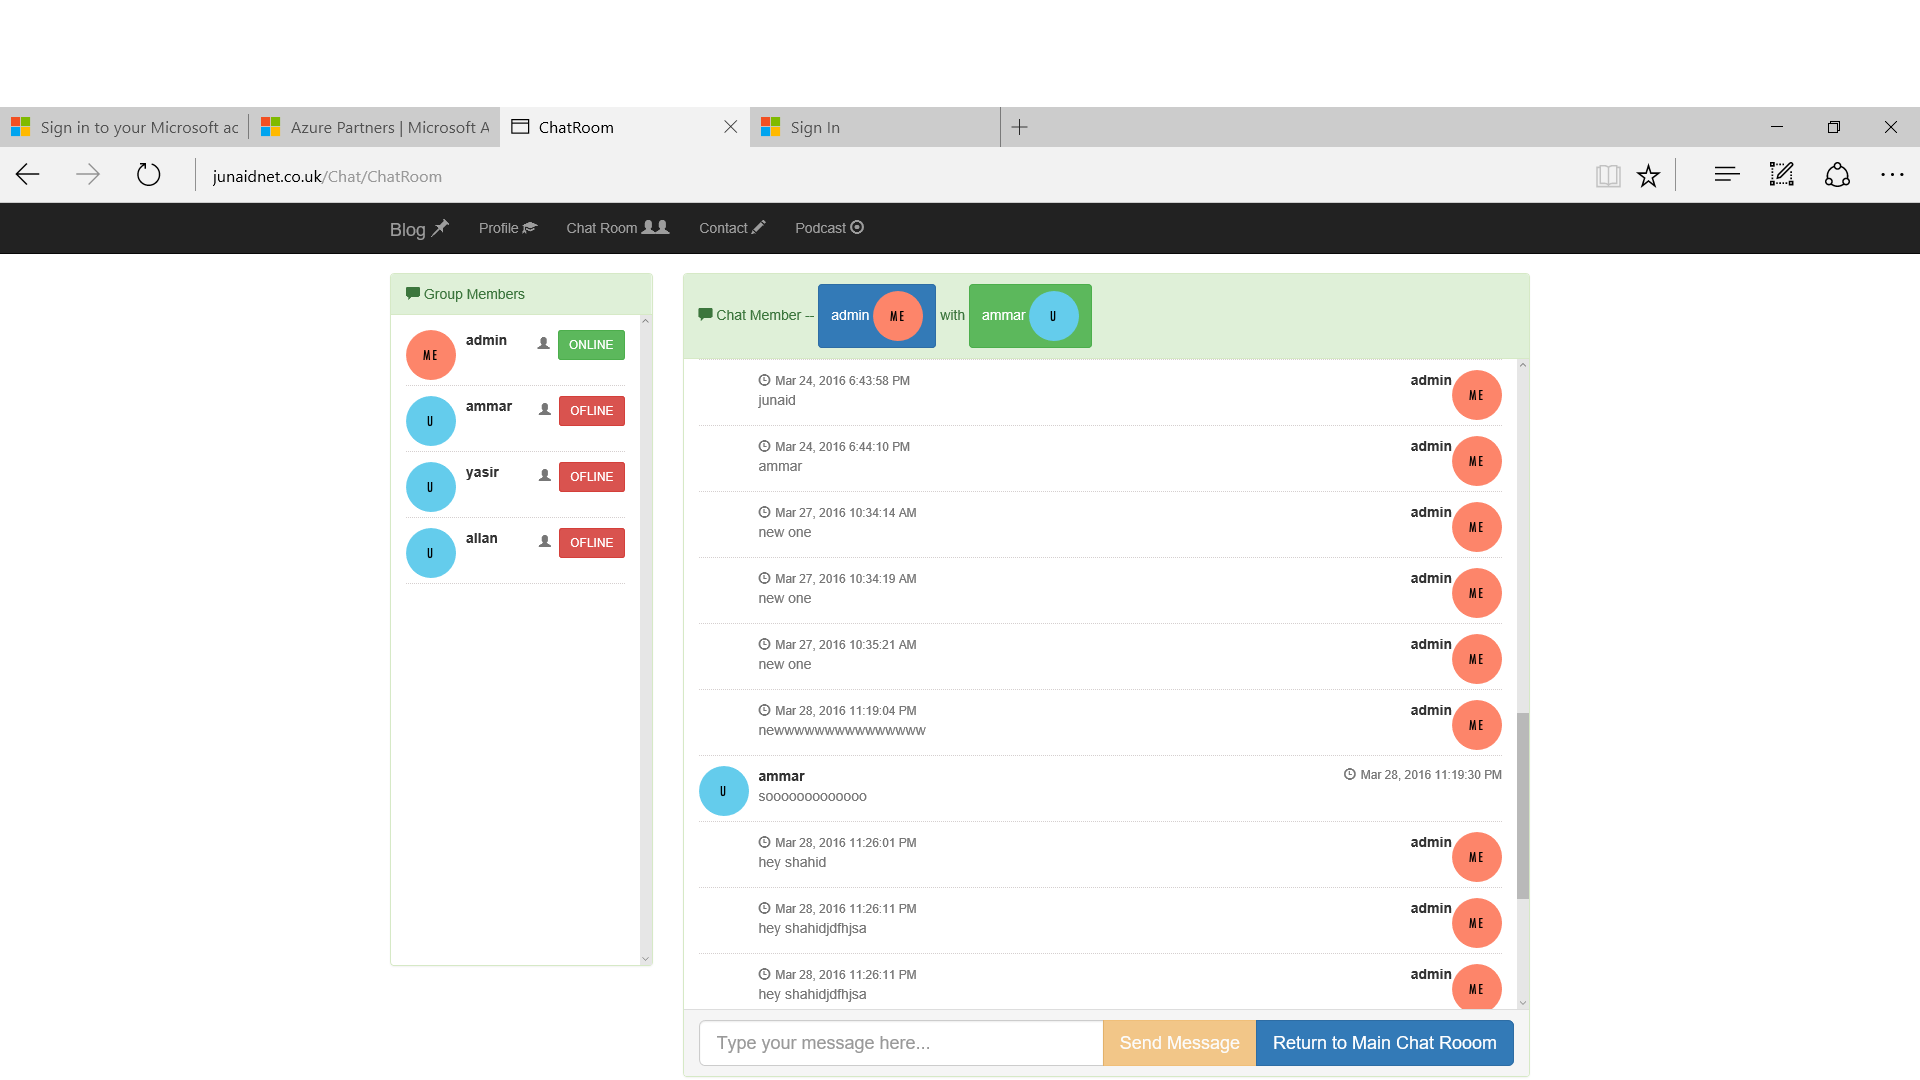 Sign in to your Microsoft ac
Azure Partners | Microsoft A
ChatRoom
Sign In
junaidnet.co.uk/Chat/ChatRoom
Blog
Profile
Chat Room
Contact
Podcast
Group Members
ME
admin
ONLINE
U
ammar
OFLINE
U
yasir
OFLINE
U
allan
OFLINE
Chat Member -- admin ME with ammar U
Mar 24, 2016 6:43:58 PM
admin ME
junaid
Mar 24, 2016 6:44:10 PM
admin ME
ammar
Mar 27, 2016 10:34:14 AM
admin ME
new one
Mar 27, 2016 10:34:19 AM
admin ME
new one
Mar 27, 2016 10:35:21 AM
admin ME
new one
Mar 28, 2016 11:19:04 PM
admin ME
newwwwwwwwwwwwwwww
U
ammar
Mar 28, 2016 11:19:30 PM
sooooooooooooo
Mar 28, 2016 11:26:01 PM
admin ME
hey shahid
Mar 28, 2016 11:26:11 PM
admin ME
hey shahidjdfhjsa
Mar 28, 2016 11:26:11 PM
admin ME
hey shahidjdfhjsa
Type your message here...
Send Message
Return to Main Chat Rooom